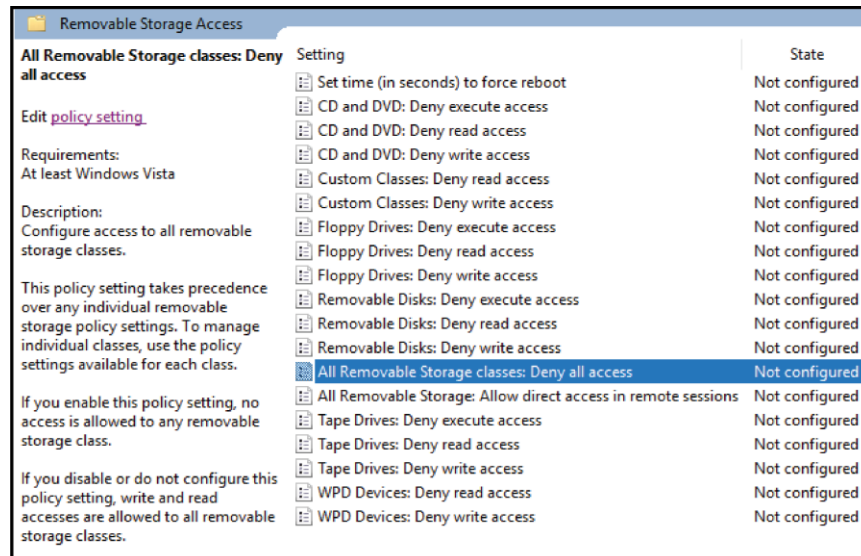 Removable Storage Access
All Removable Storage classes: Deny
all access
Edit policy setting
Requirements:
At least Windows Vista
Description:
Configure access to all removable
storage classes.
This policy setting takes precedence
over any individual removable
storage policy settings. To manage
individual classes, use the policy
settings available for each class.
If you enable this policy setting, no
access is allowed to any removable
storage class.
If you disable or do not configure this
policy setting, write and read
accesses are allowed to all removable
storage classes.
Setting State
Set time (in seconds) to force reboot Not configured
CD and DVD: Deny execute access Not configured
CD and DVD: Deny read access Not configured
CD and DVD: Deny write access Not configured
Custom Classes: Deny read access Not configured
Custom Classes: Deny write access Not configured
Floppy Drives: Deny execute access Not configured
Floppy Drives: Deny read access Not configured
Floppy Drives: Deny write access Not configured
Removable Disks: Deny execute access Not configured
Removable Disks: Deny read access Not configured
Removable Disks: Deny write access Not configured
All Removable Storage classes: Deny all access Not configured
All Removable Storage: Allow direct access in remote sessions Not configured
Tape Drives: Deny execute access Not configured
Tape Drives: Deny read access Not configured
Tape Drives: Deny write access Not configured
WPD Devices: Deny read access Not configured
WPD Devices: Deny write access Not configured